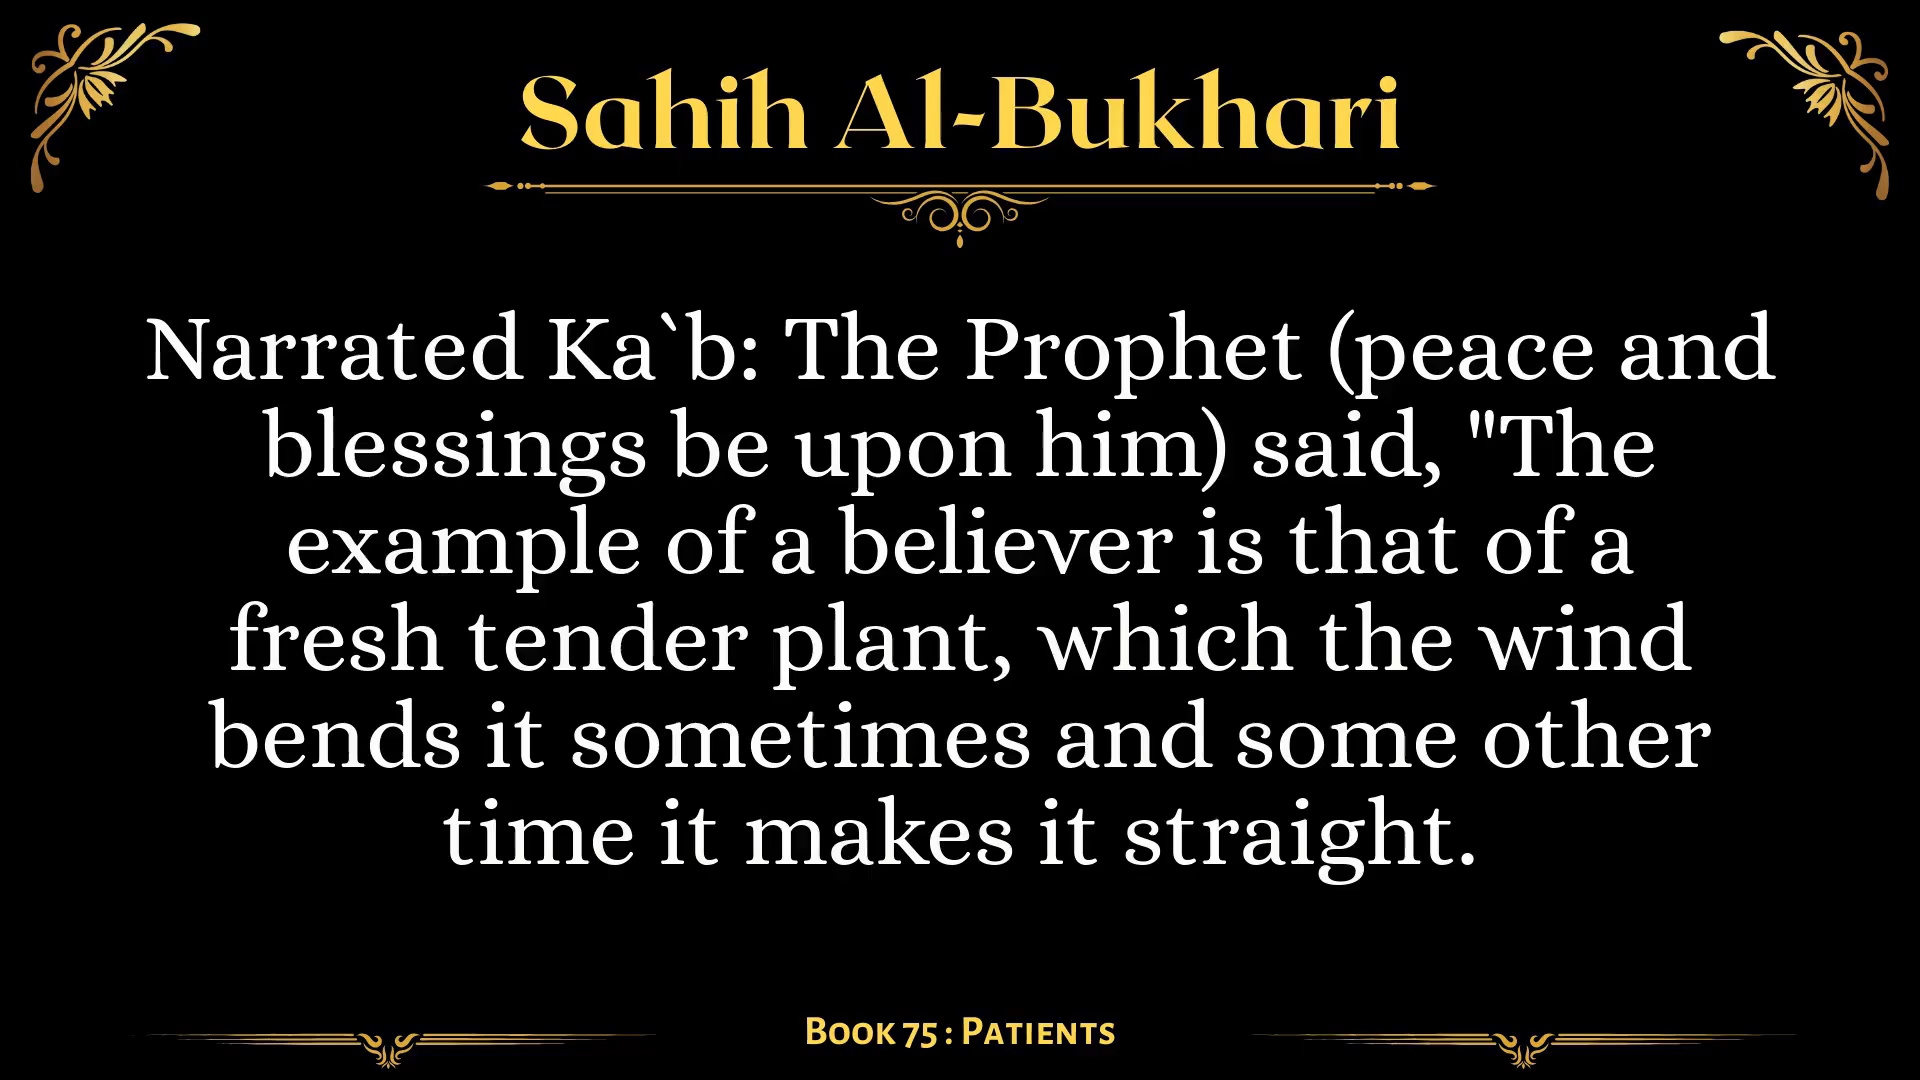 Sahih Al-Bukhari
Narrated Ka`b: The Prophet (peace and
blessings be upon him) said, "The
example of a believer is that of a
fresh tender plant, which the wind
bends it sometimes and some other
time it makes it straight.
Book 75 : Patients